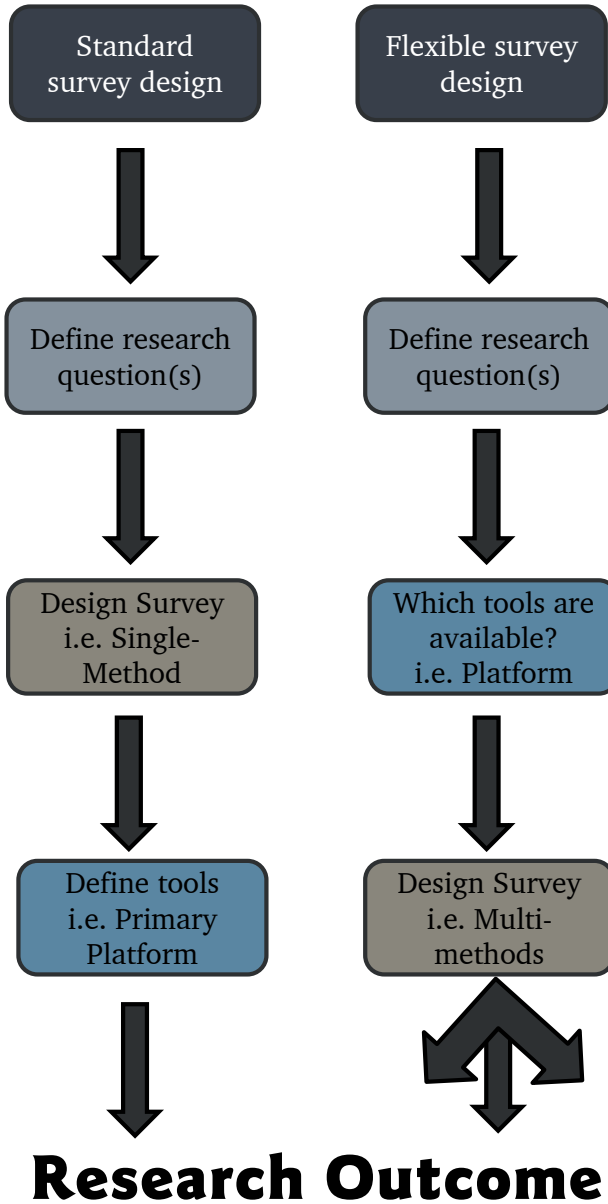 Standard
survey design
Flexible survey
design
Define research
question(s)
Define research
question(s)
Design Survey
i.e. Single-
Method
Which tools are
available?
i.e. Platform
Define tools
i.e. Primary
Platform
Design Survey
i.e. Multi-
methods
Research Outcome